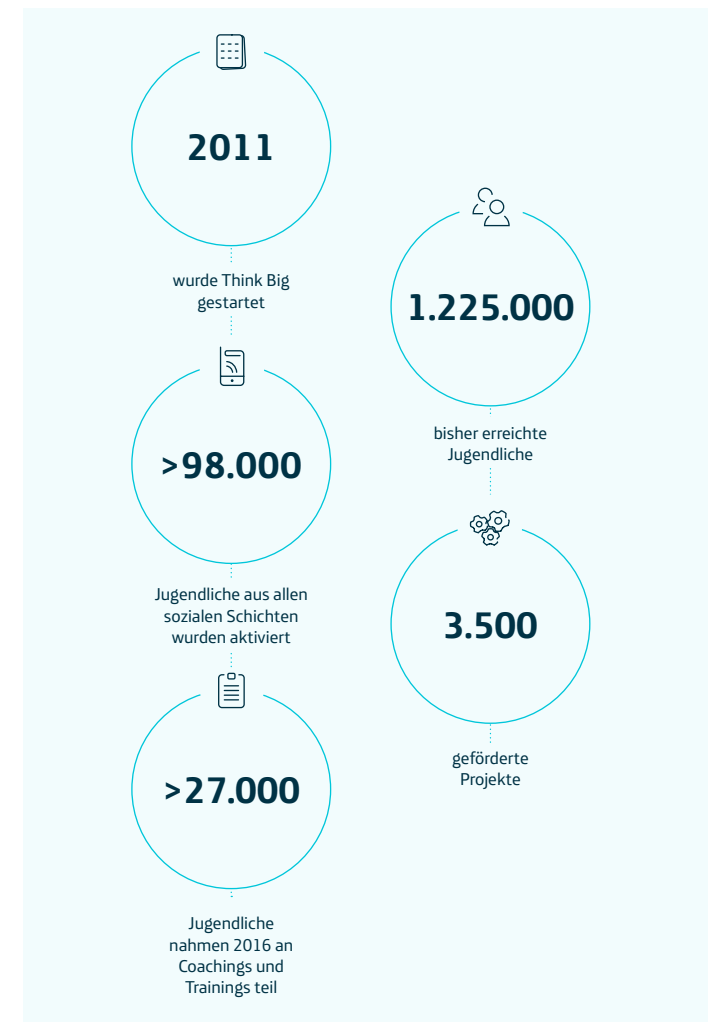 2011
wurde Think Big
gestartet
>98.000
Jugendliche aus allen
sozialen Schichten
wurden aktiviert
>27.000
Jugendliche
nahmen 2016 an
Coachings und
Trainings teil
1.225.000
bisher erreichte
Jugendliche
3.500
geförderte
Projekte